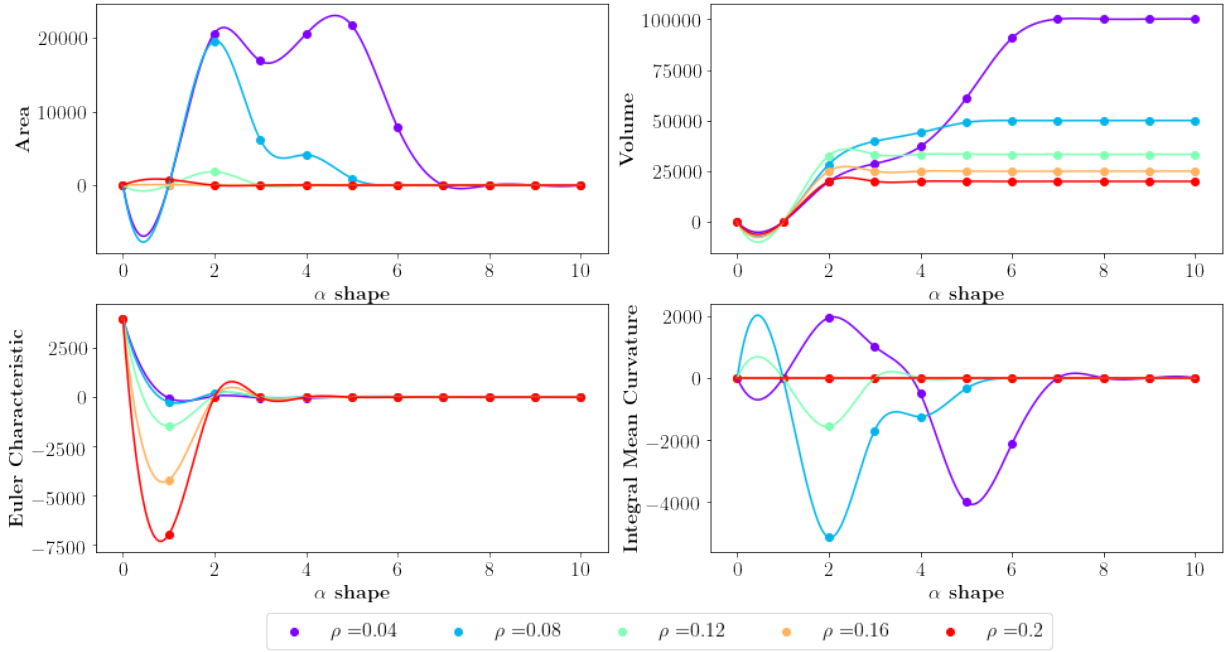 Area
20000
10000
0
0 2 4 6 8 10
α shape
Volume
100000
75000
50000
25000
0
0 2 4 6 8 10
α shape
Euler Characteristic
2500
0
−2500
−5000
−7500
0 2 4 6 8 10
α shape
Integral Mean Curvature
2000
0
−2000
−4000
0 2 4 6 8 10
α shape
ρ =0.04 ρ =0.08 ρ =0.12 ρ =0.16 ρ =0.2